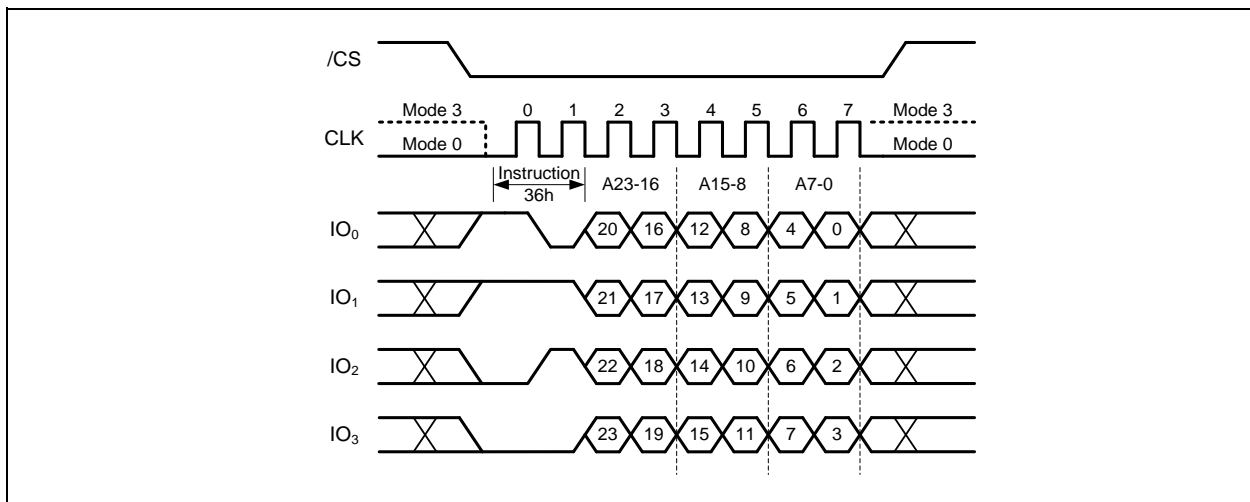 /CS
Mode 3 0 1 2 3 4 5 6 7 Mode 3
CLK
Mode 0 Mode 0
Instruction
36h
A23-16 A15-8 A7-0
IO0 20 16 12 8 4 0
IO1 21 17 13 9 5 1
IO2 22 18 14 10 6 2
IO3 23 19 15 11 7 3